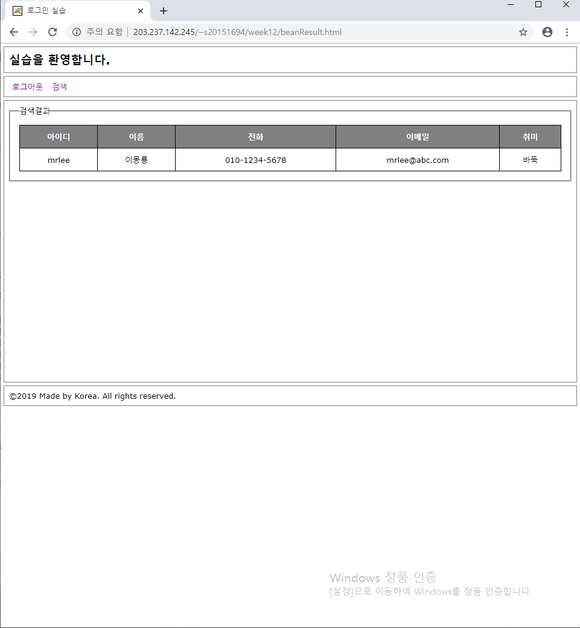 로그인 실습
주의 요함 | 203.237.142.245/~s20151694/week12/beanResult.html
실습을 환영합니다.
로그아웃 검색
검색결과
아이디 이름 전화 이메일 취미
mrlee 이몽룡 010-1234-5678 mrlee@abc.com 바둑
©2019 Made by Korea. All rights reserved.
Windows 정품 인증
[설정]으로 이동하여 Windows를 정품 인증합니다.